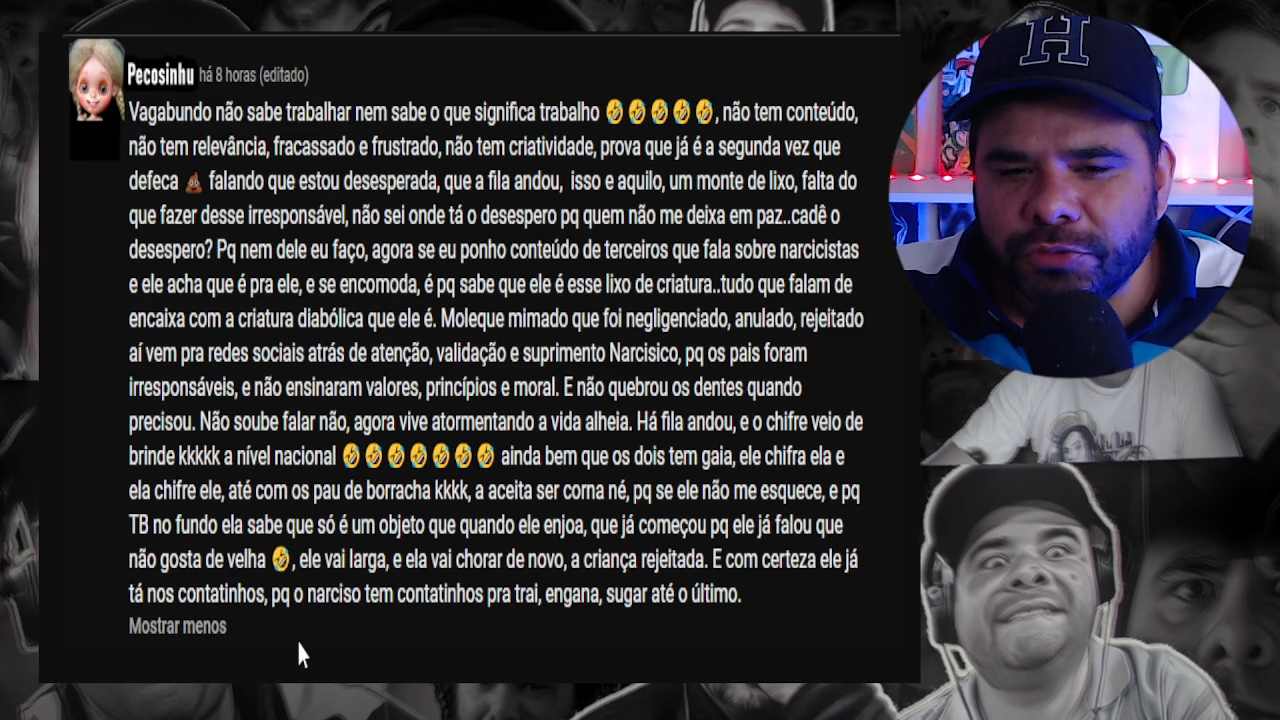 H
Pecosinhu há 8 horas (editado)
Vagabundo não sabe trabalhar nem sabe o que significa trabalho 🤣🤣🤣🤣🤣, não tem conteúdo,
não tem relevância, fracassado e frustrado, não tem criatividade, prova que já é a segunda vez que
defeca 💩 falando que estou desesperada, que a fila andou, isso e aquilo, um monte de lixo, falta do
que fazer desse irresponsável, não sei onde tá o desespero pq quem não me deixa em paz..cadê o
desespero? Pq nem dele eu faço, agora se eu ponho conteúdo de terceiros que fala sobre narcicistas
e ele acha que é pra ele, e se encomoda, é pq sabe que ele é esse lixo de criatura..tudo que falam de
encaixa com a criatura diabólica que ele é. Moleque mimado que foi negligenciado, anulado, rejeitado
aí vem pra redes sociais atrás de atenção, validação e suprimento Narcisico, pq os pais foram
irresponsáveis, e não ensinaram valores, princípios e moral. E não quebrou os dentes quando
precisou. Não soube falar não, agora vive atormentando a vida alheia. Há fila andou, e o chifre veio de
brinde kkkkk a nível nacional 🤣🤣🤣🤣🤣🤣🤣 ainda bem que os dois tem gaia, ele chifra ela e
ela chifre ele, até com os pau de borracha kkkk, a aceita ser corna né, pq se ele não me esquece, e pq
TB no fundo ela sabe que só é um objeto que quando ele enjoa, que já começou pq ele já falou que
não gosta de velha 🤣, ele vai larga, e ela vai chorar de novo, a criança rejeitada. E com certeza ele já
tá nos contatinhos, pq o narciso tem contatinhos pra trai, engana, sugar até o último.
Mostrar menos